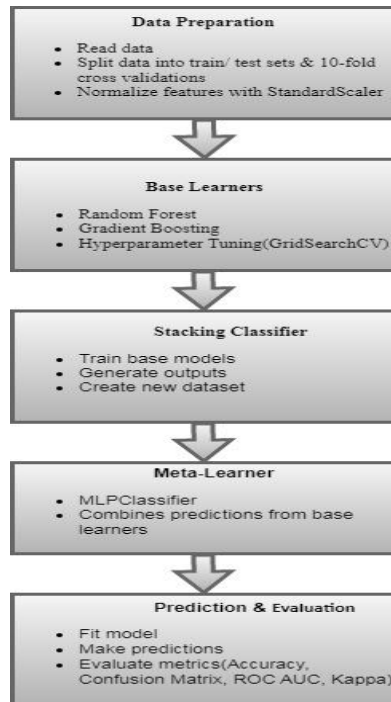 Data Preparation
• Read data
• Split data into train/ test sets & 10-fold
cross validations
• Normalize features with StandardScaler
Base Learners
• Random Forest
• Gradient Boosting
• Hyperparameter Tuning(GridSearchCV)
Stacking Classifier
• Train base models
• Generate outputs
• Create new dataset
Meta-Learner
• MLPClassifier
• Combines predictions from base
learners
Prediction & Evaluation
• Fit model
• Make predictions
• Evaluate metrics(Accuracy,
Confusion Matrix, ROC AUC, Kappa)